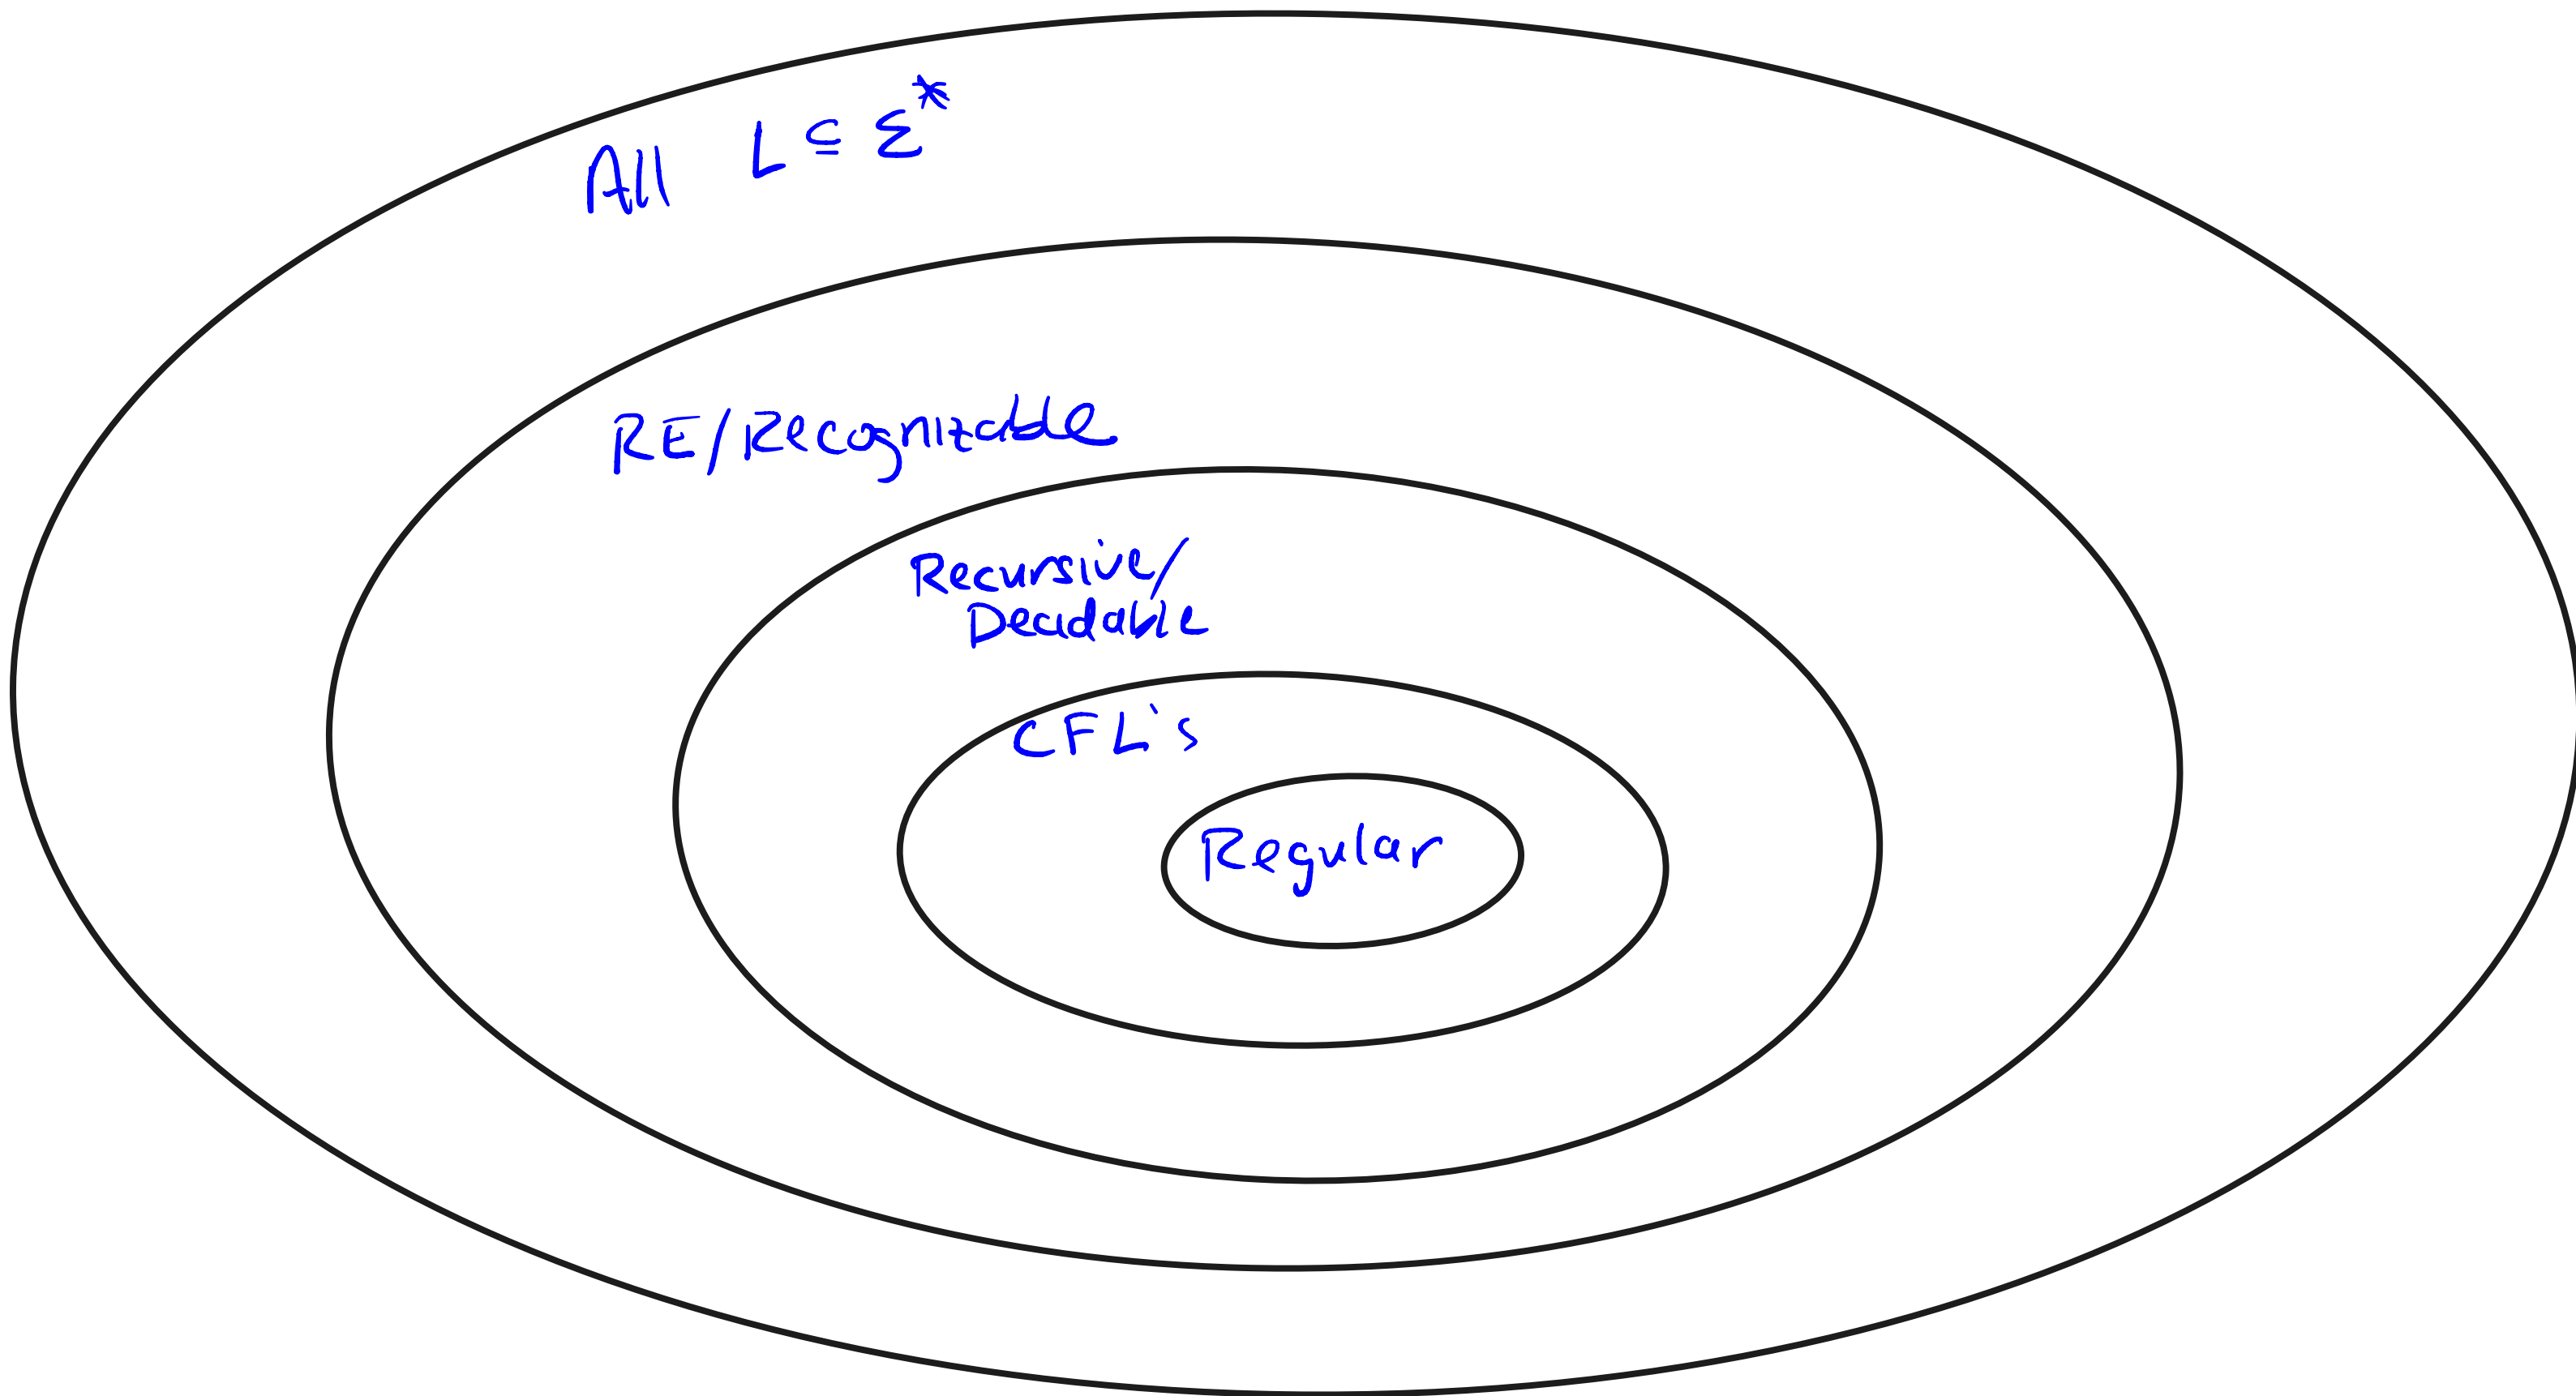 All L ⊆ Σ*
RE/Recognizable
Recursive/
Decidable
CFL's
Regular